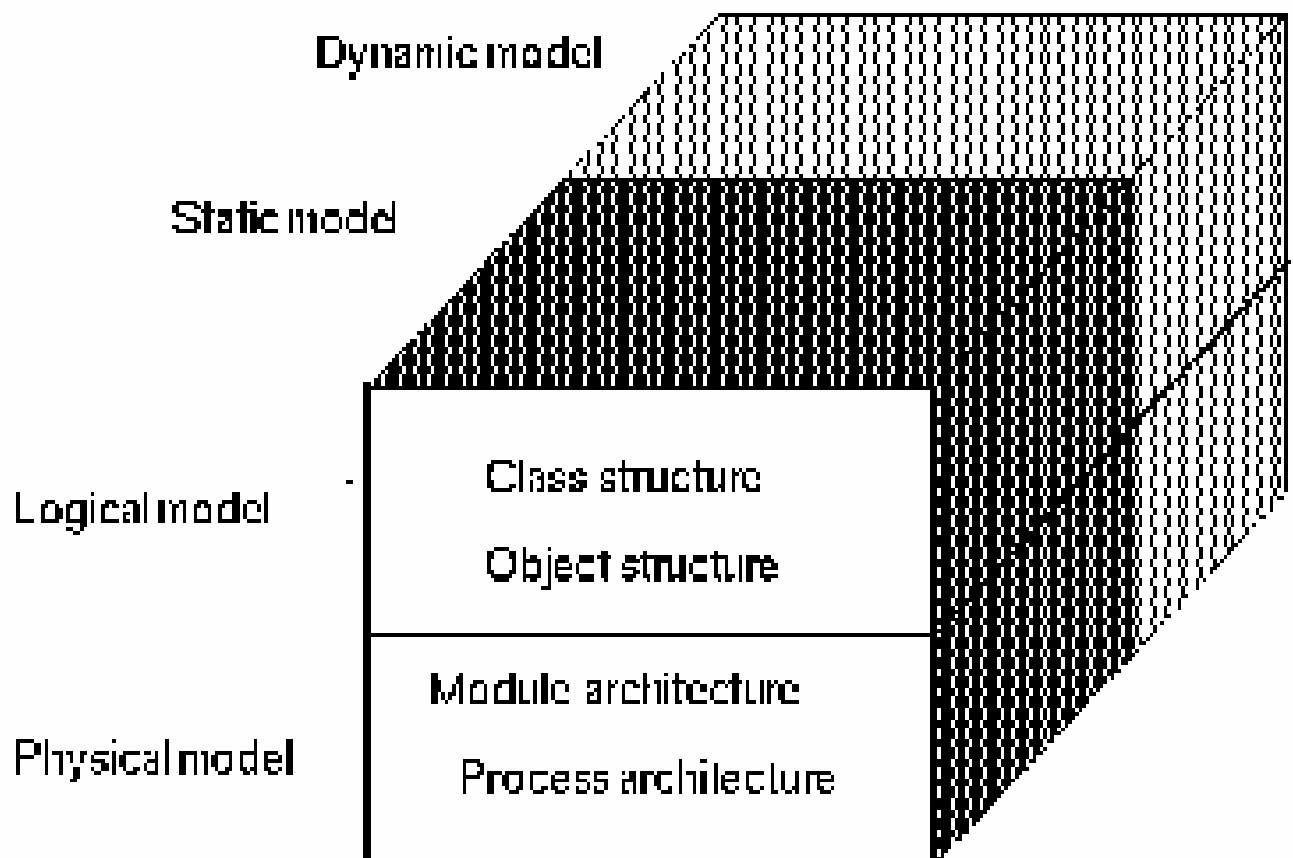 Dynamic model
Static model
Logical model
Class structure
Object structure
Physical model
Module architecture
Process architecture